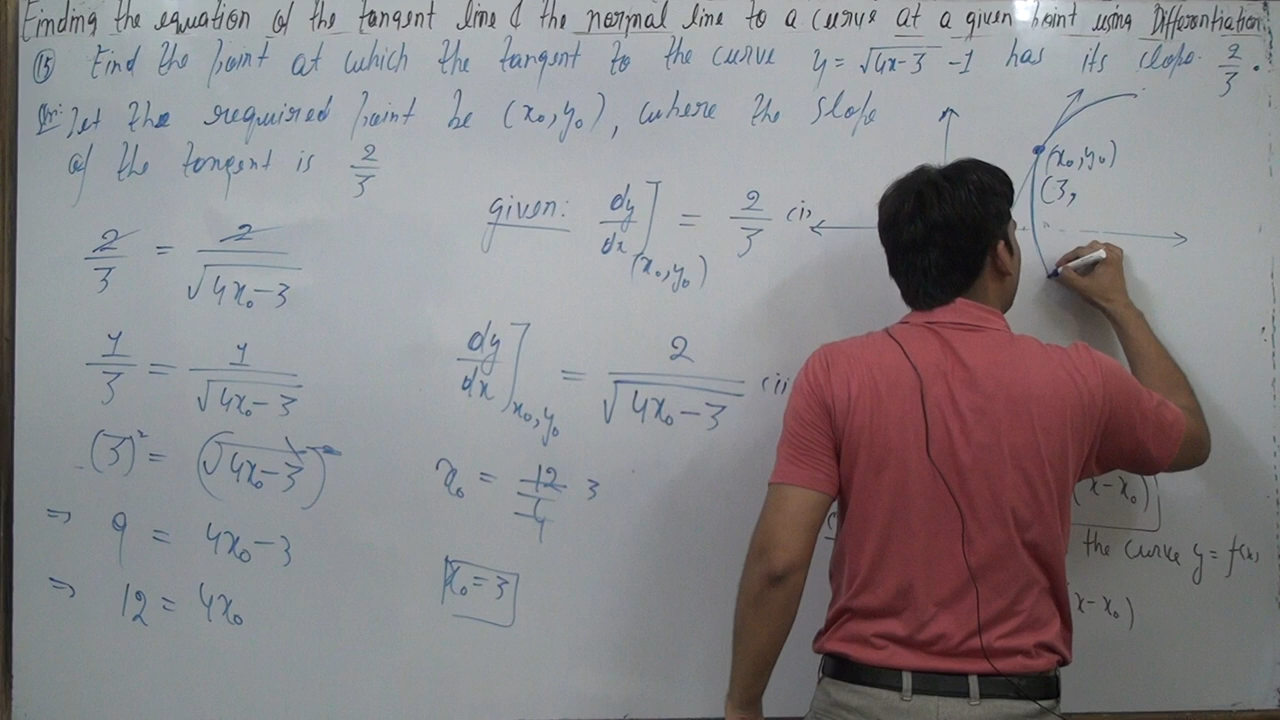 Finding the equation of the tangent line & the normal line to a curve at a given point using Differentiation
(15) Find the point at which the tangent to the curve y = √4x-3 -1 has its slope 2/3.
Sol: let the required point be (x₀,y₀), where the slope
of the tangent is 2/3
2/3 = 2/√4x₀-3
1/3 = 1/√4x₀-3
(3)² = (√4x₀-3)²
⇒ 9 = 4x₀-3
⇒ 12 = 4x₀
given: dy/dx](x₀,y₀) = 2/3 (i)
dy/dx]x₀,y₀ = 2/√4x₀-3
x₀ = 12/4 3
x₀ = 3
(x₀,y₀)
(3,
(x-x₀)
the curve y = f(x)
(x-x₀)